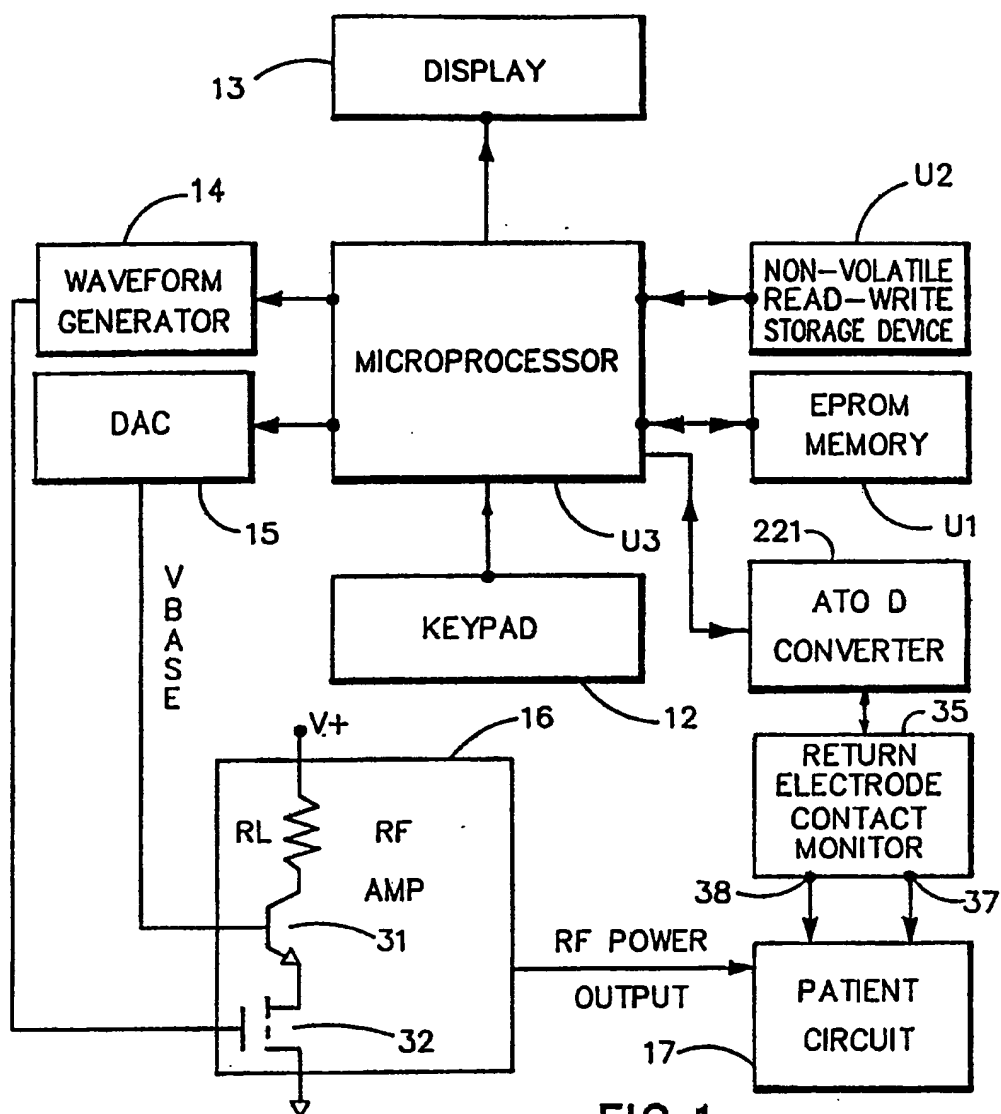 DISPLAY
13
14
U2
WAVEFORM
GENERATOR
MICROPROCESSOR
NON-VOLATILE
READ-WRITE
STORAGE DEVICE
DAC
EPROM
MEMORY
15
U3
U1
221
VBASE
KEYPAD
ATO D
CONVERTER
12
V+
16
35
RL
RF
AMP
RETURN
ELECTRODE
CONTACT
MONITOR
38
37
31
RF POWER
OUTPUT
32
PATIENT
CIRCUIT
17
FIG. 1